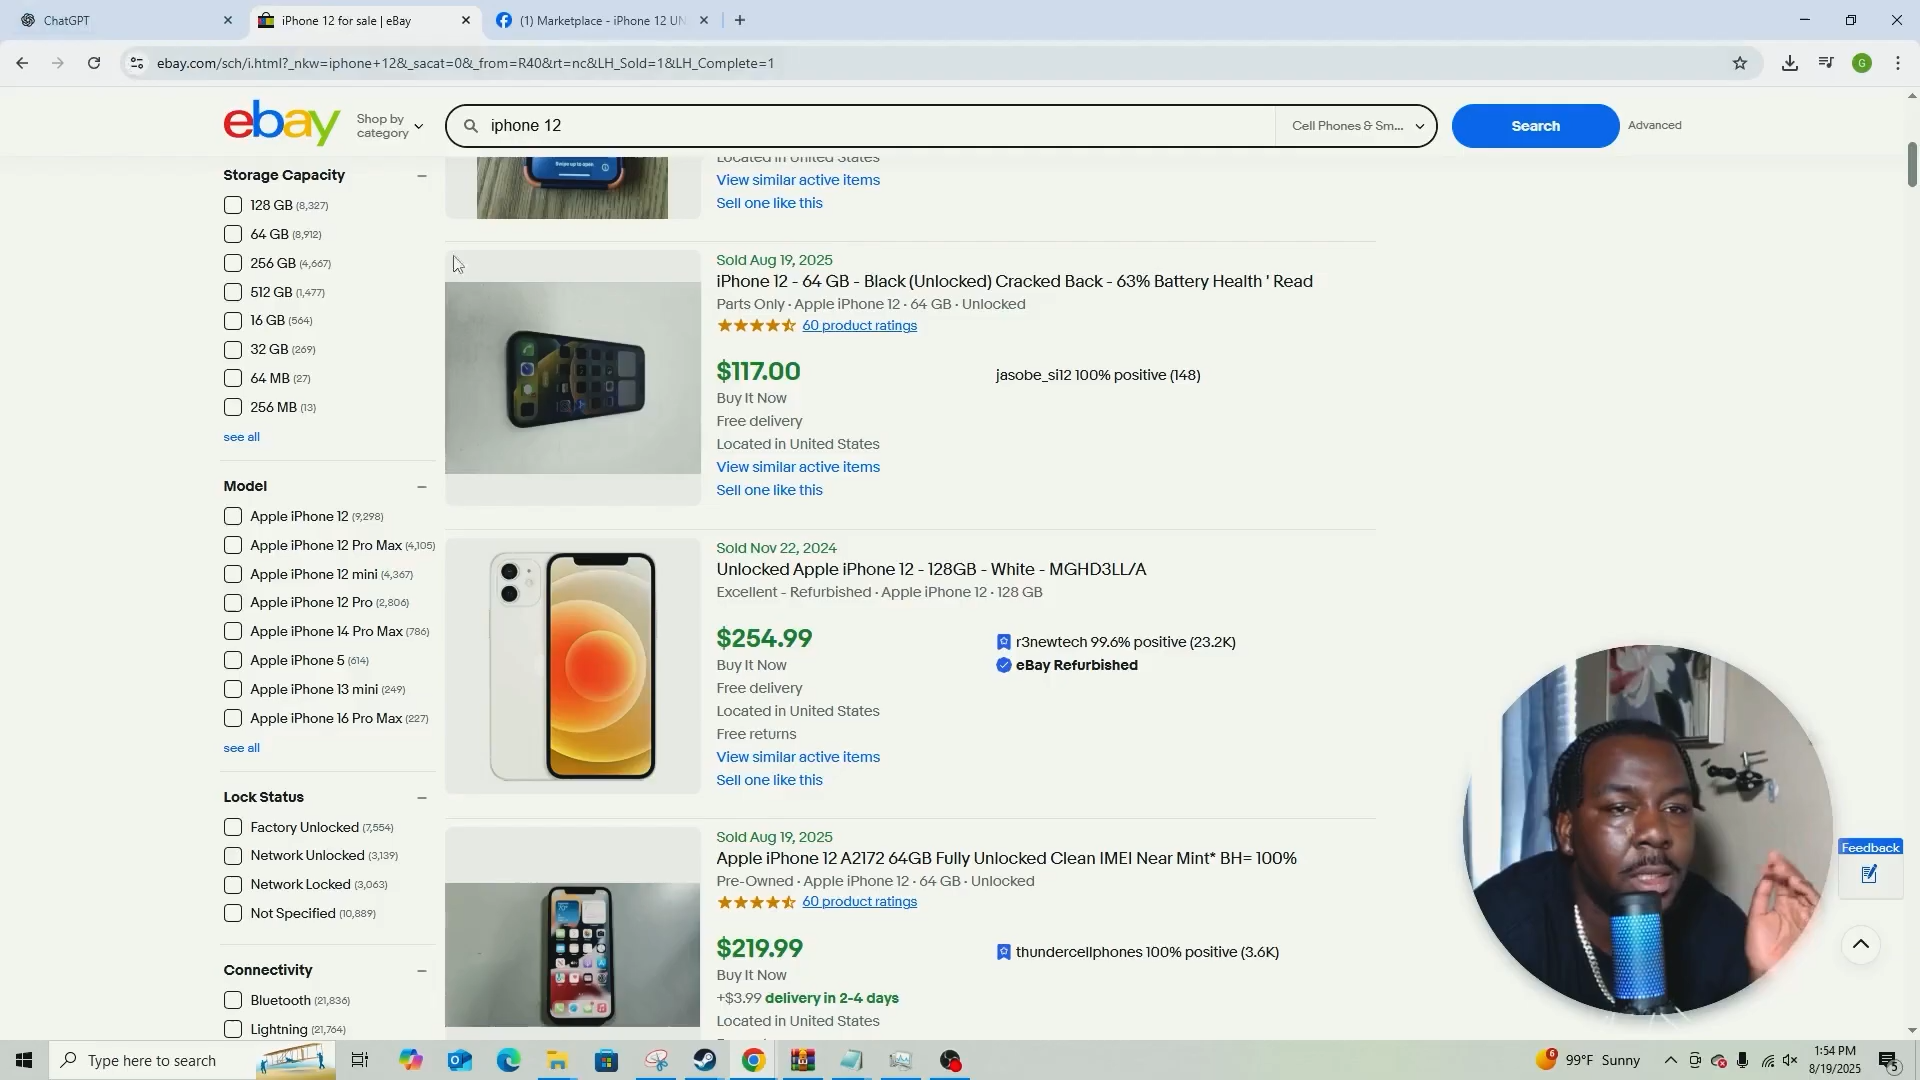 ChatGPT
iPhone 12 for sale | eBay
(1) Marketplace - iPhone 12 UN
ebay.com/sch/i.html?_nkw=iphone+12&_sacat=0&_from=R40&rt=nc&LH_Sold=1&LH_Complete=1
G
ebay
Shop by
category
iphone 12
Cell Phones & Sm...
Search
Advanced
Storage Capacity
128 GB (8,327)
64 GB (8,912)
256 GB (4,667)
512 GB (1,477)
16 GB (564)
32 GB (269)
64 MB (27)
256 MB (13)
see all
Model
Apple iPhone 12 (9,298)
Apple iPhone 12 Pro Max (4,105)
Apple iPhone 12 mini (4,367)
Apple iPhone 12 Pro (2,806)
Apple iPhone 14 Pro Max (786)
Apple iPhone 5 (614)
Apple iPhone 13 mini (249)
Apple iPhone 16 Pro Max (227)
see all
Lock Status
Factory Unlocked (7,554)
Network Unlocked (3,139)
Network Locked (3,063)
Not Specified (10,889)
Connectivity
Bluetooth (21,836)
Lightning (21,764)
Swipe up to open
Located in United States
View similar active items
Sell one like this
Sold Aug 19, 2025
iPhone 12 - 64 GB - Black (Unlocked) Cracked Back - 63% Battery Health ' Read
Parts Only · Apple iPhone 12 · 64 GB · Unlocked
60 product ratings
$117.00
jasobe_si12 100% positive (148)
Buy It Now
Free delivery
Located in United States
View similar active items
Sell one like this
Sold Nov 22, 2024
Unlocked Apple iPhone 12 - 128GB - White - MGHD3LL/A
Excellent - Refurbished · Apple iPhone 12 · 128 GB
$254.99
r3newtech 99.6% positive (23.2K)
Buy It Now
eBay Refurbished
Free delivery
Located in United States
Free returns
View similar active items
Sell one like this
Sold Aug 19, 2025
Apple iPhone 12 A2172 64GB Fully Unlocked Clean IMEI Near Mint* BH= 100%
Pre-Owned · Apple iPhone 12 · 64 GB · Unlocked
60 product ratings
$219.99
thundercellphones 100% positive (3.6K)
Buy It Now
+$3.99 delivery in 2-4 days
Located in United States
Feedback
Type here to search
6
99°F Sunny
1:54 PM
8/19/2025
5